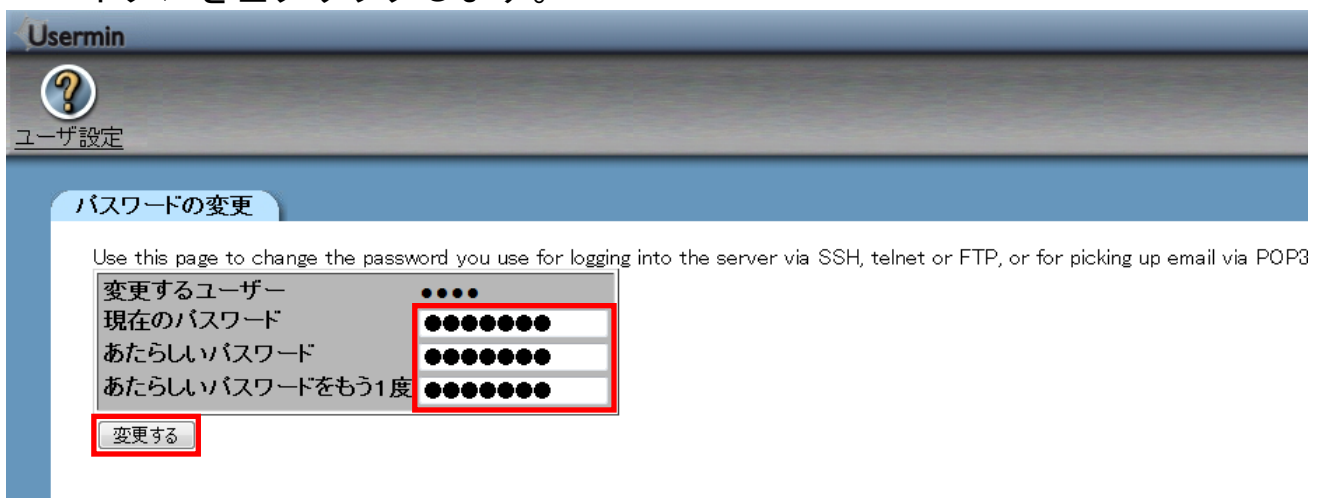 Usermin
ユーザ設定
パスワードの変更
Use this page to change the password you use for logging into the server via SSH, telnet or FTP, or for picking up email via POP3
変更するユーザー ●●●●
現在のパスワード ●●●●●●●
あたらしいパスワード ●●●●●●●
あたらしいパスワードをもう1度 ●●●●●●●
変更する